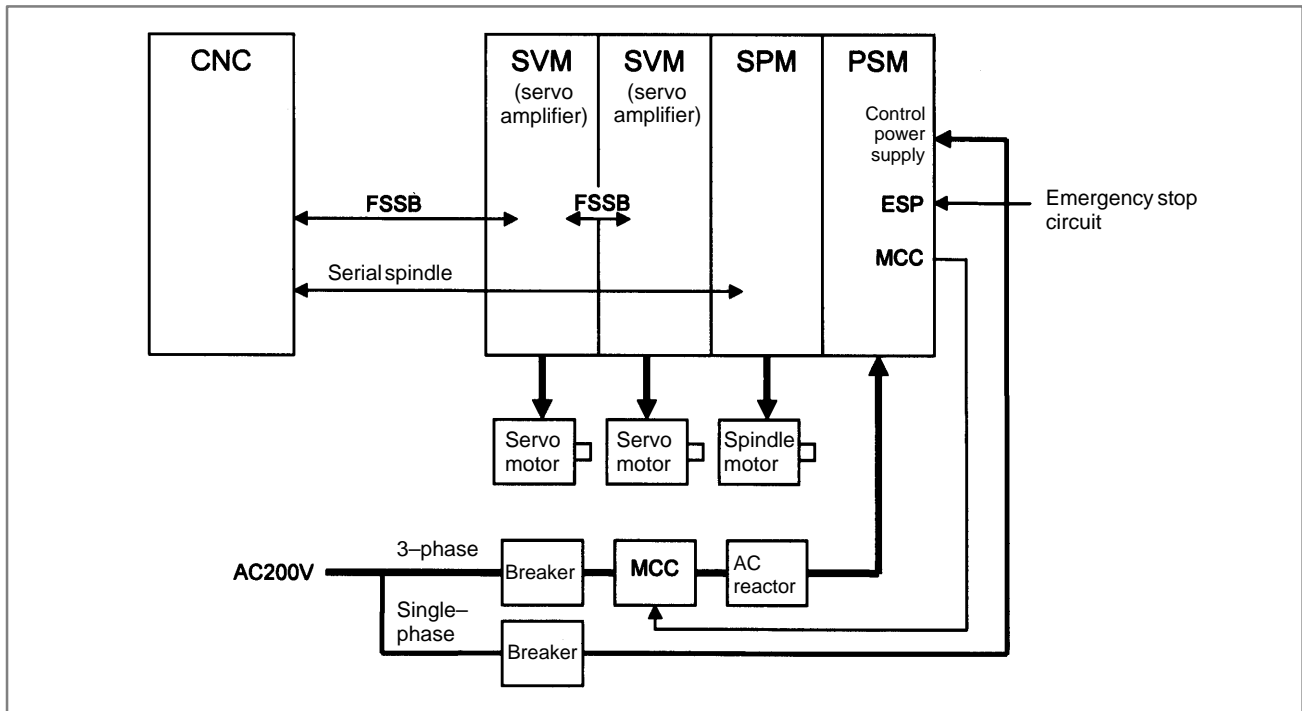 CNC
SVM
(servo
amplifier)
SVM
(servo
amplifier)
SPM
PSM
Control
power
supply
FSSB
FSSB
ESP
Emergency stop
circuit
MCC
Serial spindle
Servo
motor
Servo
motor
Spindle
motor
AC200V
3–phase
Breaker
MCC
AC
reactor
Single–
phase
Breaker